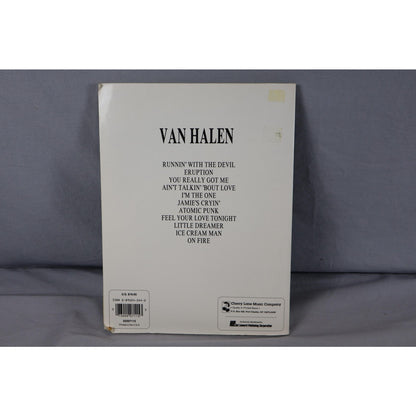 VAN HALEN
RUNNIN' WITH THE DEVIL
ERUPTION
YOU REALLY GOT ME
AIN'T TALKIN' 'BOUT LOVE
I'M THE ONE
JAMIE'S CRYIN'
ATOMIC PUNK
FEEL YOUR LOVE TONIGHT
LITTLE DREAMER
ICE CREAM MAN
ON FIRE
Cherry Lane Music Company